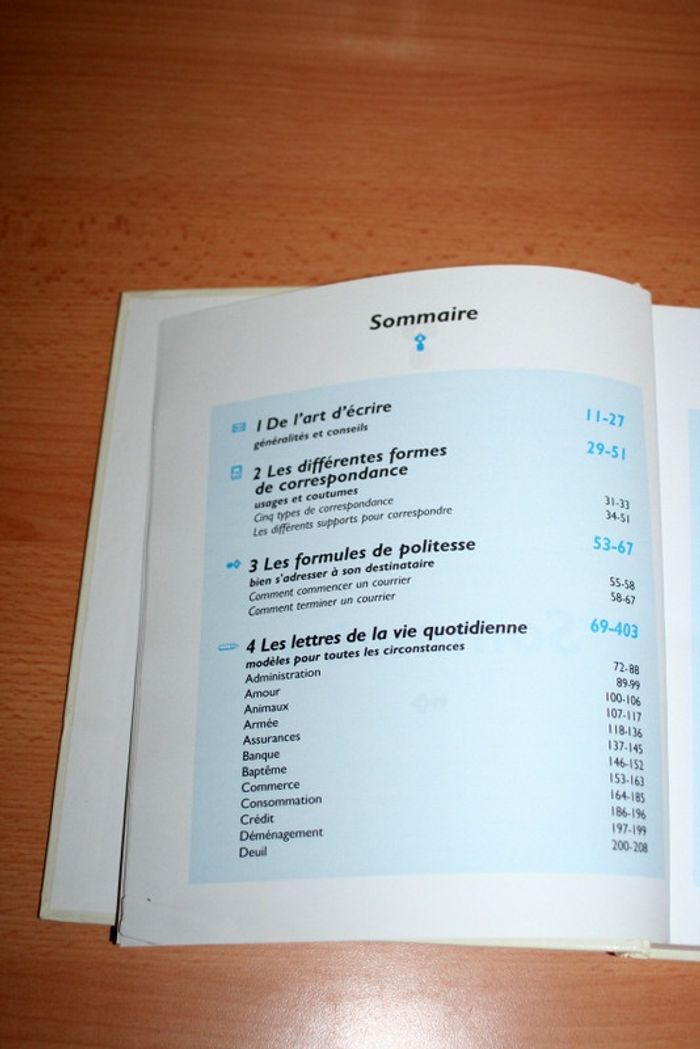 Sommaire
1 De l'art d'écrire 11-27
généralités et conseils
2 Les différentes formes 29-51
de correspondance
usages et coutumes
Cinq types de correspondance 31-33
Les différents supports pour correspondre 34-51
3 Les formules de politesse 53-67
bien s'adresser à son destinataire
Comment commencer un courrier 55-58
Comment terminer un courrier 58-67
4 Les lettres de la vie quotidienne 69-403
modèles pour toutes les circonstances
Administration 72-88
Amour 89-99
Animaux 100-106
Armée 107-117
Assurances 118-136
Banque 137-145
Baptême 146-152
Commerce 153-163
Consommation 164-185
Crédit 186-196
Déménagement 197-199
Deuil 200-208